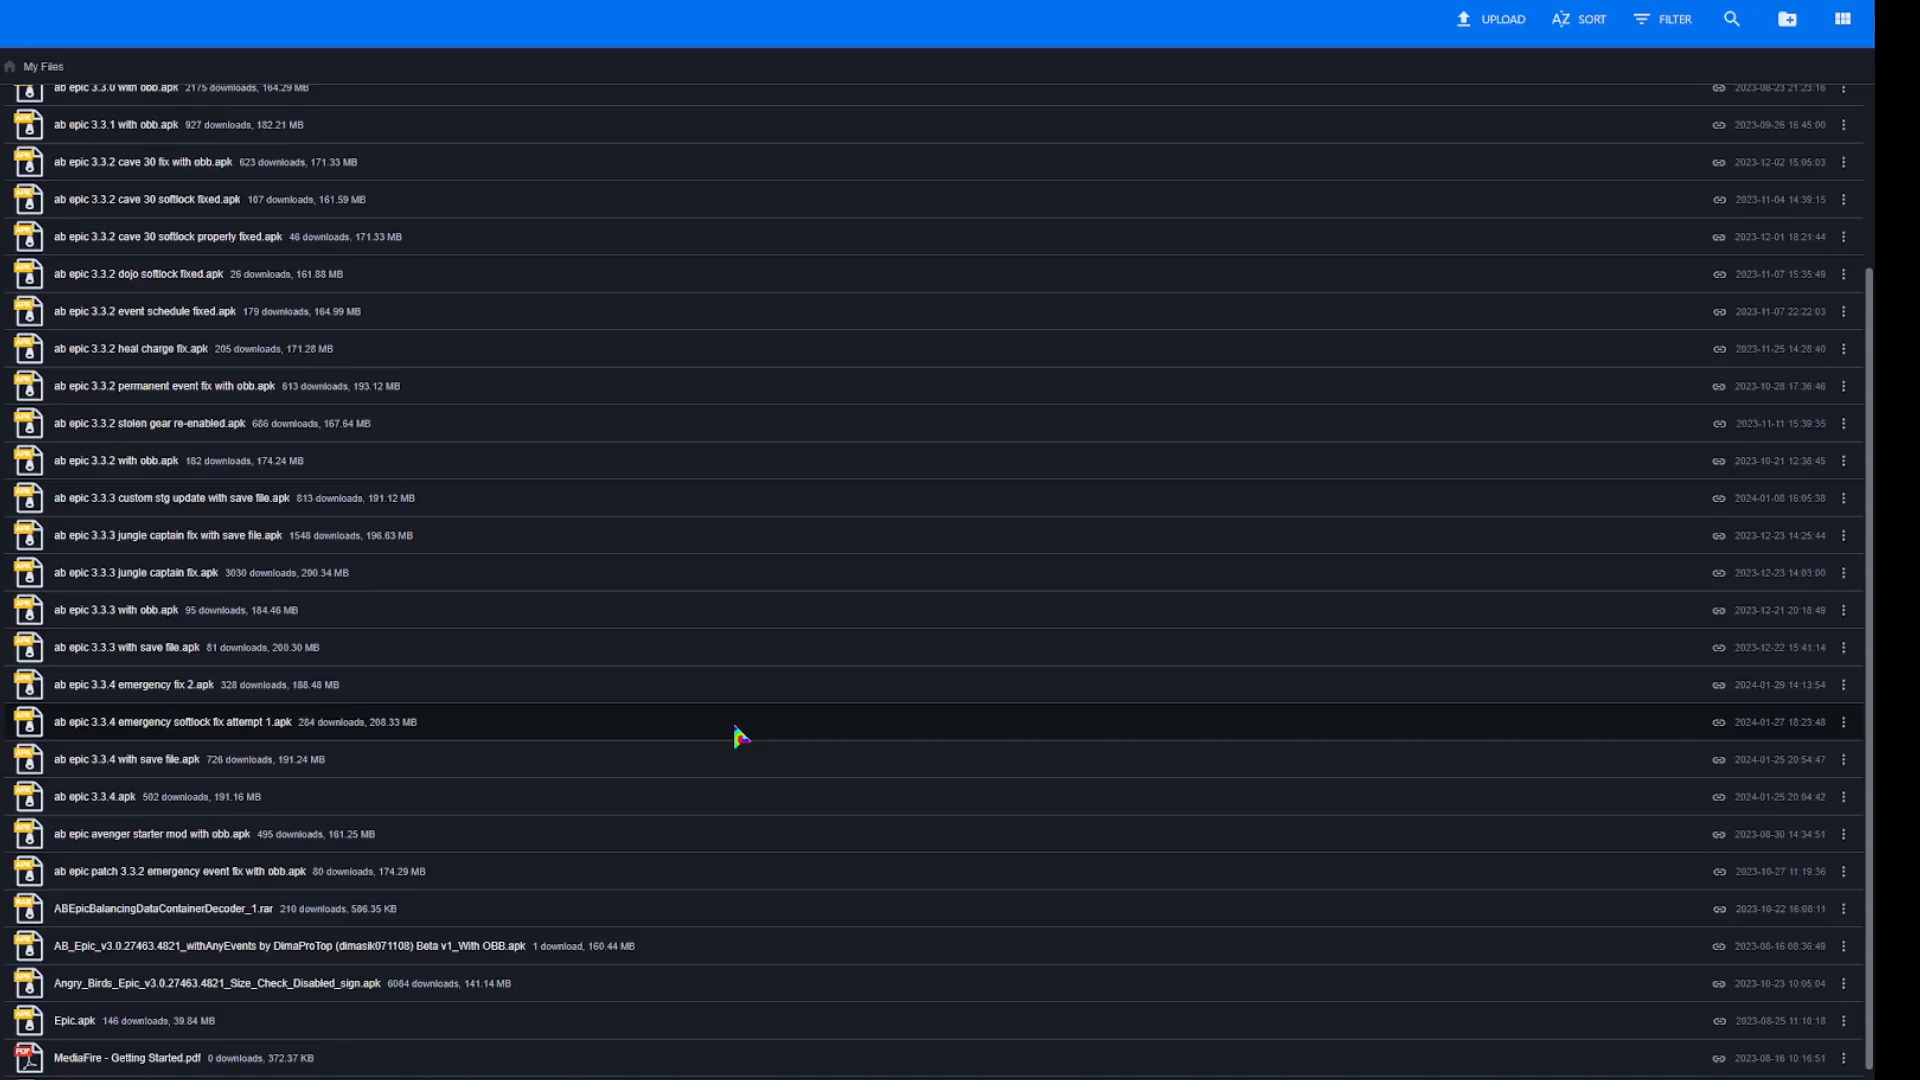 UPLOAD SORT FILTER
My Files
ab epic 3.3.0 with obb.apk 2175 downloads, 164.29 MB 2023-08-23 21:23:16
ab epic 3.3.1 with obb.apk 927 downloads, 182.21 MB 2023-09-26 16:45:00
ab epic 3.3.2 cave 30 fix with obb.apk 623 downloads, 171.33 MB 2023-12-02 15:05:03
ab epic 3.3.2 cave 30 softlock fixed.apk 107 downloads, 161.59 MB 2023-11-04 14:39:15
ab epic 3.3.2 cave 30 softlock properly fixed.apk 46 downloads, 171.33 MB 2023-12-01 18:21:44
ab epic 3.3.2 dojo softlock fixed.apk 26 downloads, 161.88 MB 2023-11-07 15:35:49
ab epic 3.3.2 event schedule fixed.apk 179 downloads, 164.99 MB 2023-11-07 22:22:03
ab epic 3.3.2 heal charge fix.apk 205 downloads, 171.28 MB 2023-11-25 14:28:40
ab epic 3.3.2 permanent event fix with obb.apk 613 downloads, 193.12 MB 2023-10-28 17:36:46
ab epic 3.3.2 stolen gear re-enabled.apk 686 downloads, 167.64 MB 2023-11-11 15:39:35
ab epic 3.3.2 with obb.apk 182 downloads, 174.24 MB 2023-10-21 12:38:45
ab epic 3.3.3 custom stg update with save file.apk 813 downloads, 191.12 MB 2024-01-08 16:05:38
ab epic 3.3.3 jungle captain fix with save file.apk 1548 downloads, 196.63 MB 2023-12-23 14:25:44
ab epic 3.3.3 jungle captain fix.apk 3030 downloads, 200.34 MB 2023-12-23 14:03:00
ab epic 3.3.3 with obb.apk 95 downloads, 184.46 MB 2023-12-21 20:18:49
ab epic 3.3.3 with save file.apk 81 downloads, 200.30 MB 2023-12-22 15:41:14
ab epic 3.3.4 emergency fix 2.apk 328 downloads, 188.48 MB 2024-01-29 14:13:54
ab epic 3.3.4 emergency softlock fix attempt 1.apk 284 downloads, 208.33 MB 2024-01-27 18:23:48
ab epic 3.3.4 with save file.apk 726 downloads, 191.24 MB 2024-01-25 20:54:47
ab epic 3.3.4.apk 502 downloads, 191.16 MB 2024-01-25 20:04:42
ab epic avenger starter mod with obb.apk 495 downloads, 161.25 MB 2023-08-30 14:34:51
ab epic patch 3.3.2 emergency event fix with obb.apk 80 downloads, 174.29 MB 2023-10-27 11:19:36
ABEpicBalancingDataContainerDecoder_1.rar 210 downloads, 586.35 KB 2023-10-22 16:08:11
AB_Epic_v3.0.27463.4821_withAnyEvents by DimaProTop (dimasik071108) Beta v1_With OBB.apk 1 download, 160.44 MB 2023-08-16 08:36:49
Angry_Birds_Epic_v3.0.27463.4821_Size_Check_Disabled_sign.apk 6084 downloads, 141.14 MB 2023-10-23 10:05:04
Epic.apk 146 downloads, 39.84 MB 2023-08-25 11:10:18
MediaFire - Getting Started.pdf 0 downloads, 372.37 KB 2023-08-16 10:16:51